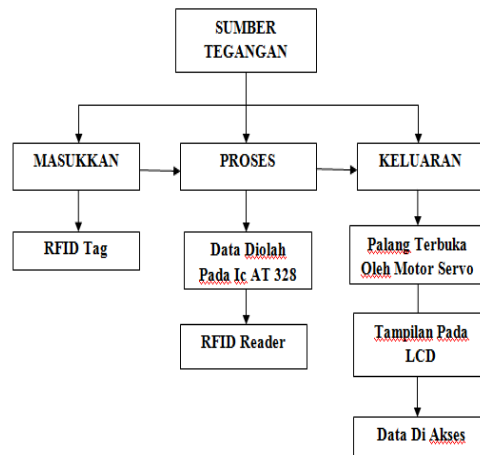 SUMBER
TEGANGAN
MASUKKAN
PROSES
KELUARAN
RFID Tag
Data Diolah
Pada Ic AT 328
Palang Terbuka
Oleh Motor Servo
RFID Reader
Tampilan Pada
LCD
Data Di Akses